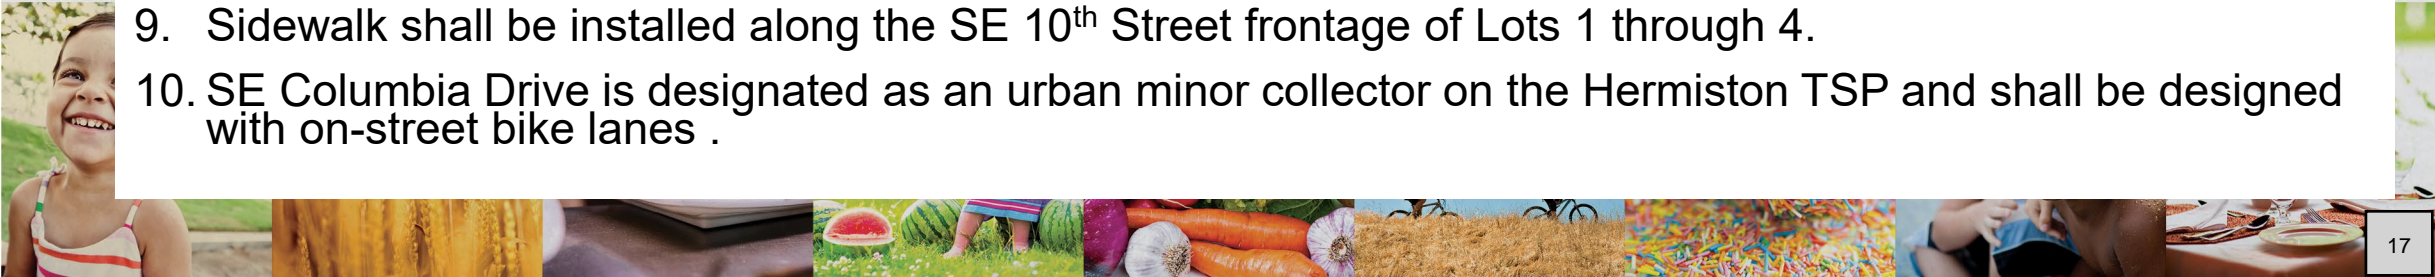 9. Sidewalk shall be installed along the SE 10th Street frontage of Lots 1 through 4.
10. SE Columbia Drive is designated as an urban minor collector on the Hermiston TSP and shall be designed
with on-street bike lanes .
17